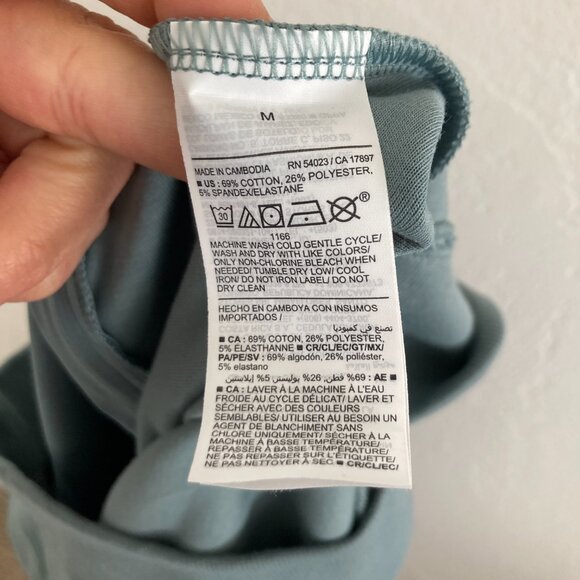 M
MADE IN CAMBODIA RN 54023 / CA 17897
■ US : 69% COTTON, 26% POLYESTER,
5% SPANDEX/ELASTANE
30 ®
1166
MACHINE WASH COLD GENTLE CYCLE/
WASH AND DRY WITH LIKE COLORS/
ONLY NON-CHLORINE BLEACH WHEN
NEEDED/ TUMBLE DRY LOW/ COOL
IRON/ DO NOT IRON LABEL/ DO NOT
DRY CLEAN
HECHO EN CAMBOYA CON INSUMOS
IMPORTADOS /
تصنع في كمبوديا
■ CA : 69% COTTON, 26% POLYESTER,
5% ELASTHANNE ■ CR/CL/EC/GT/MX/
PA/PE/SV : 69% algodón, 26% poliéster,
5% elastano
■ AE : 69% قطن, 26% بوليستر, 5% إيلاستين
■ CA : LAVER À LA MACHINE À L'EAU
FROIDE AU CYCLE DÉLICAT/ LAVER ET
SÉCHER AVEC DES COULEURS
SEMBLABLES/ UTILISER AU BESOIN UN
AGENT DE BLANCHIMENT SANS
CHLORE UNIQUEMENT/ SÉCHER À LA
MACHINE À BASSE TEMPÉRATURE/
REPASSER À BASSE TEMPÉRATURE/
NE PAS REPASSER SUR L'ÉTIQUETTE/
NE PAS NETTOYER À SEC ■ CR/CL/EC/